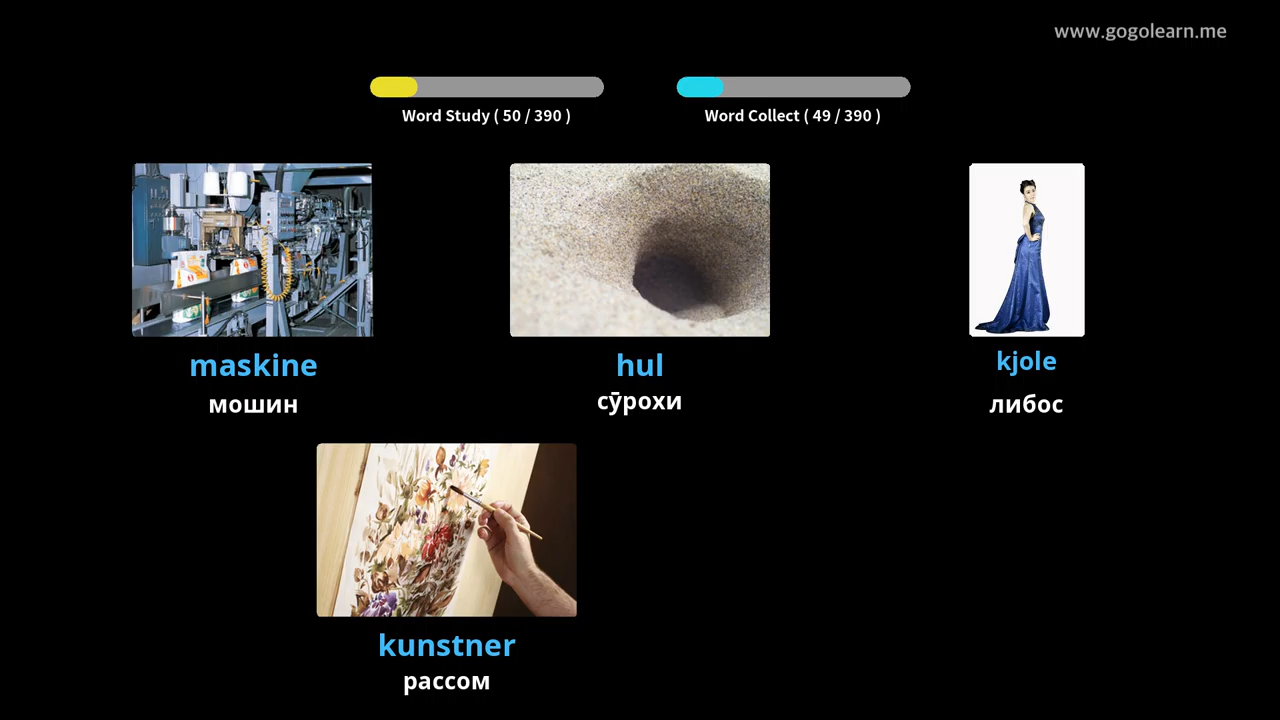 www.gogolearn.me
Word Study ( 50 / 390 )
Word Collect ( 49 / 390 )
maskine
мошин
hul
сӯрохи
kjole
либос
kunstner
рассом